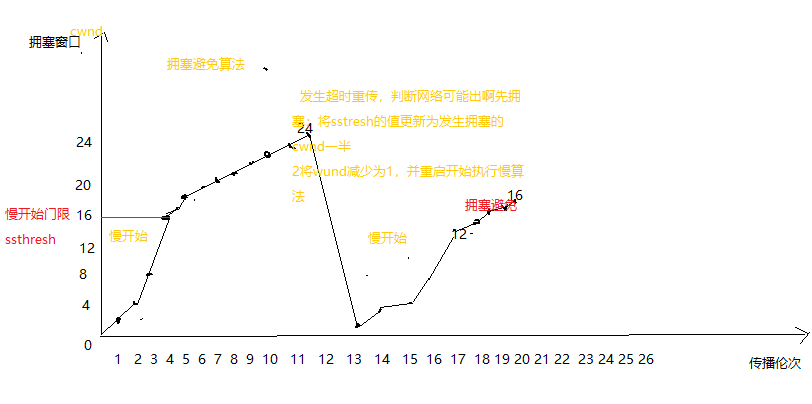 cwnd
拥塞窗口
拥塞避免算法
发生超时重传，判断网络可能出啊先拥
塞；将sstresh的值更新为发生拥塞的
cwnd一半
2将wund减少为1，并重启开始执行慢算
法
24
24
20
16
12
8
4
0
慢开始门限
ssthresh
慢开始
慢开始
拥塞避免
16
12
1 2 3 4 5 6 7 8 9 10 11 12 13 14 15 16 17 18 19 20 21 22 23 24 25 26
传播伦次